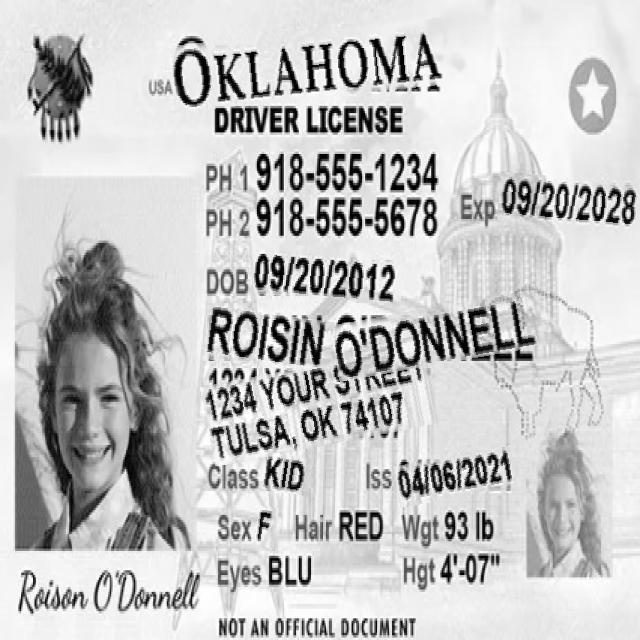 USA OKLAHOMA
DRIVER LICENSE
PH 1 918-555-1234
PH 2 918-555-5678
Exp 09/20/2028
DOB 09/20/2012
ROISIN O'DONNELL
1234 YOUR STREET
TULSA, OK 74107
Class KID Iss 04/06/2021
Sex F Hair RED Wgt 93 lb
Eyes BLU Hgt 4'-07"
Roison O'Donnell
NOT AN OFFICIAL DOCUMENT